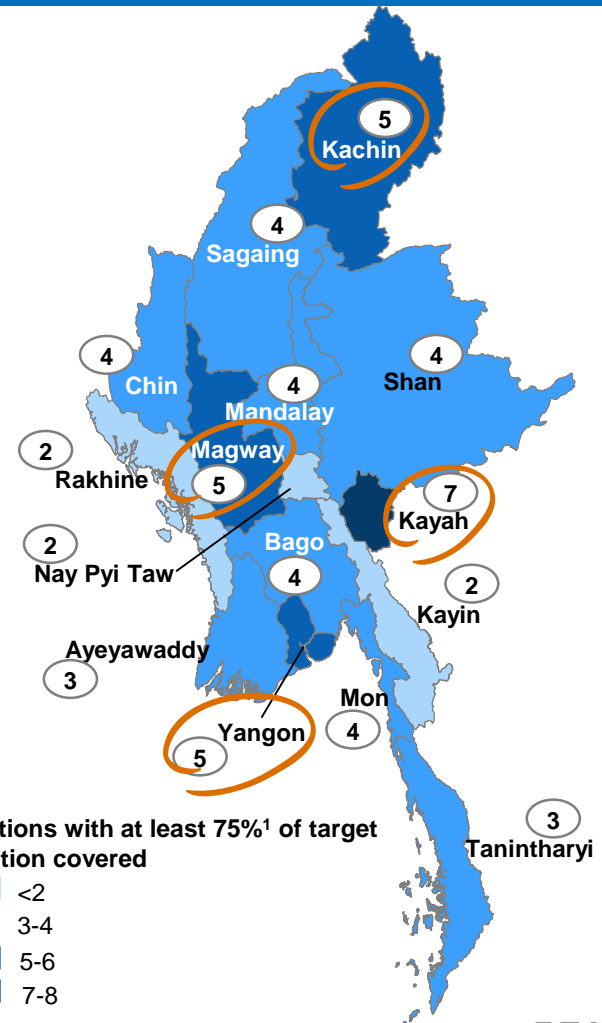 5
Kachin
4
Sagaing
4
Chin
4
Mandalay
4
Shan
Magway
5
2
Rakhine
7
Kayah
2
Nay Pyi Taw
Bago
4
2
Kayin
Ayeyawaddy
3
Mon
4
Yangon
5
3
Tanintharyi
with at least 75%¹ of target
covered
<2
3-4
5-6
7-8